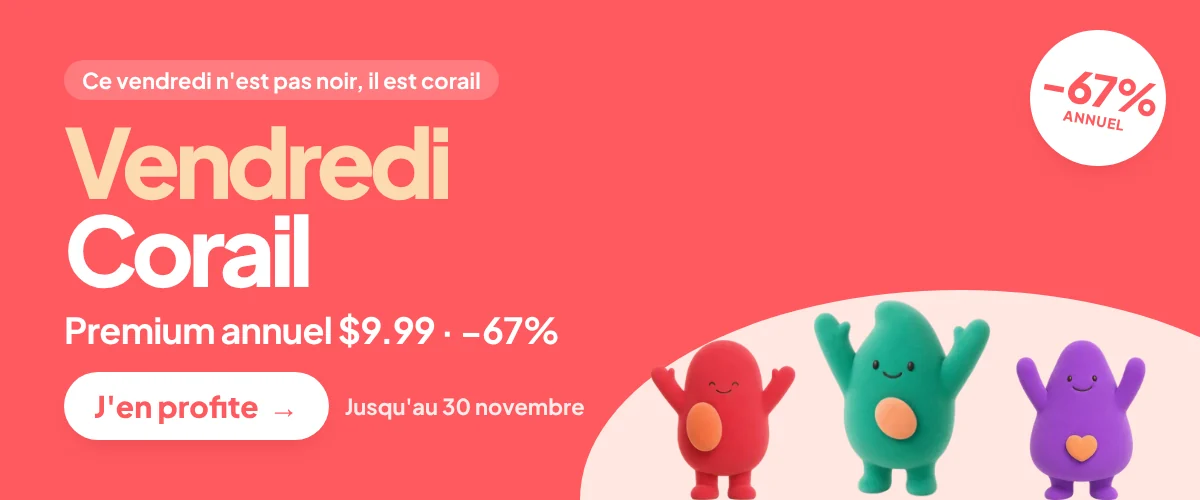 Ce vendredi n'est pas noir, il est corail
Vendredi
Corail
Premium annuel $9.99 · −67%
J'en profite →
Jusqu'au 30 novembre
−67%
ANNUEL